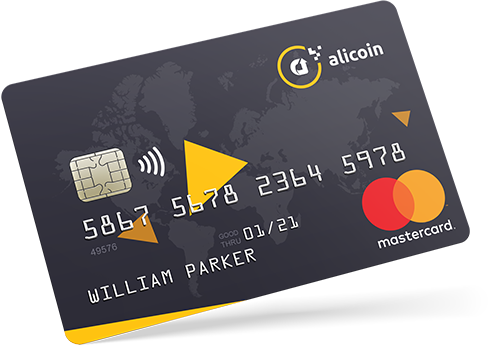 alicoin
5867 5678 2364 5978
49576
GOOD THRU 01/21
WILLIAM PARKER
mastercard.